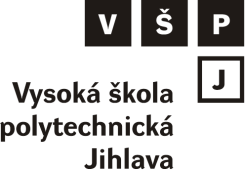 V Š P
J
Vysoká škola
polytechnická
Jihlava